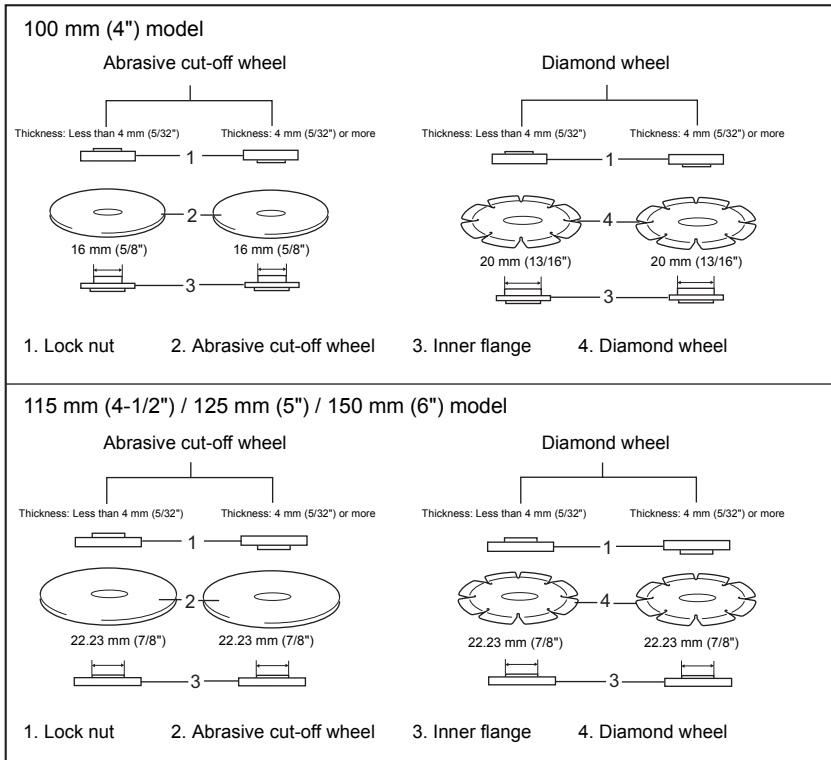 100 mm (4") model
Abrasive cut-off wheel
Diamond wheel
Thickness: Less than 4 mm (5/32")
Thickness: 4 mm (5/32") or more
Thickness: Less than 4 mm (5/32")
Thickness: 4 mm (5/32") or more
1
1
2
4
16 mm (5/8")
16 mm (5/8")
20 mm (13/16")
20 mm (13/16")
3
3
1. Lock nut
2. Abrasive cut-off wheel
3. Inner flange
4. Diamond wheel
115 mm (4-1/2") / 125 mm (5") / 150 mm (6") model
Abrasive cut-off wheel
Diamond wheel
Thickness: Less than 4 mm (5/32")
Thickness: 4 mm (5/32") or more
Thickness: Less than 4 mm (5/32")
Thickness: 4 mm (5/32") or more
1
1
2
4
22.23 mm (7/8")
22.23 mm (7/8")
22.23 mm (7/8")
22.23 mm (7/8")
3
3
1. Lock nut
2. Abrasive cut-off wheel
3. Inner flange
4. Diamond wheel